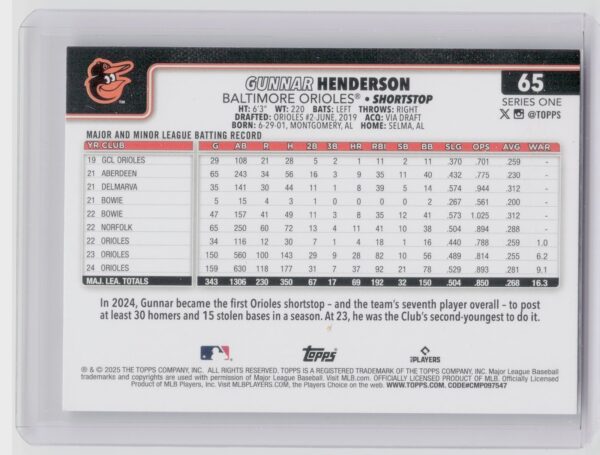 65
SERIES ONE
@TOPPS
GUNNAR HENDERSON
BALTIMORE ORIOLES® • SHORTSTOP
HT: 6'3" WT: 220 BATS: LEFT THROWS: RIGHT
DRAFTED: ORIOLES #2-JUNE, 2019 ACQ: VIA DRAFT
BORN: 6-29-01, MONTGOMERY, AL HOME: SELMA, AL
MAJOR AND MINOR LEAGUE BATTING RECORD
YR CLUB G AB R H 2B 3B HR RBI SB BB SLG OPS AVG WAR
19 GCL ORIOLES 29 108 21 28 5 2 1 11 2 11 .370 .701 .259 -
21 ABERDEEN 65 243 34 56 16 3 9 35 11 40 .432 .775 .230 -
21 DELMARVA 35 141 30 44 11 1 8 39 5 14 .574 .944 .312 -
21 BOWIE 5 15 4 3 1 0 0 0 0 2 .267 .561 .200 -
22 BOWIE 47 157 41 49 11 3 8 35 12 41 .573 1.025 .312 -
22 NORFOLK 65 250 60 72 13 4 11 41 10 38 .504 .894 .288 -
22 ORIOLES 34 116 12 30 7 1 4 18 1 16 .440 .788 .259 1.0
23 ORIOLES 150 560 100 143 29 9 28 82 10 56 .489 .814 .255 6.2
24 ORIOLES 159 630 118 177 31 7 37 92 21 78 .529 .893 .281 9.1
MAJ. LEA. TOTALS 343 1306 230 350 67 17 69 192 32 150 .504 .850 .268 16.3
In 2024, Gunnar became the first Orioles shortstop – and the team's seventh player overall – to post
at least 30 homers and 15 stolen bases in a season. At 23, he was the Club's second-youngest to do it.
Topps
PLAYERS
® & © 2025 THE TOPPS COMPANY, INC. ALL RIGHTS RESERVED. TOPPS IS A REGISTERED TRADEMARK OF THE TOPPS COMPANY, INC. Major League Baseball
trademarks and copyrights are used with permission of Major League Baseball. Visit MLB.com. OFFICIALLY LICENSED PRODUCT OF MLB. Officially Licensed
Product of MLB Players, Inc. Visit MLBPLAYERS.COM, the Players Choice on the web. WWW.TOPPS.COM. CODE#CMP097547